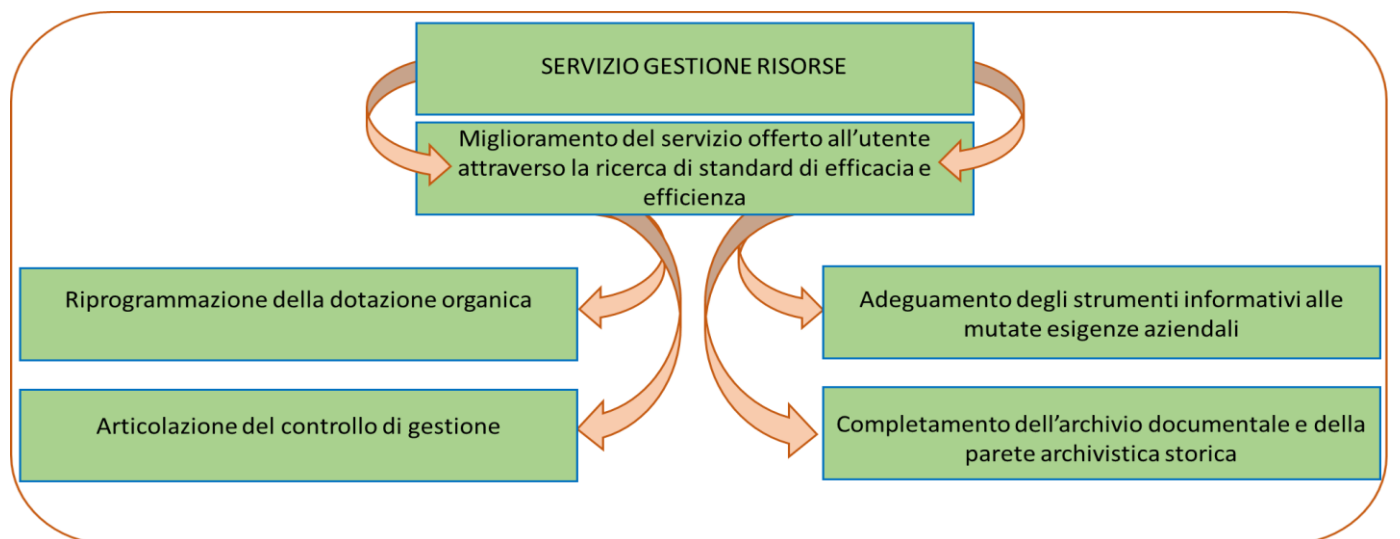 SERVIZIO GESTIONE RISORSE
Miglioramento del servizio offerto all’utente
attraverso la ricerca di standard di efficacia e
efficienza
Riprogrammazione della dotazione organica
Adeguamento degli strumenti informativi alle
mutate esigenze aziendali
Articolazione del controllo di gestione
Completamento dell’archivio documentale e della
parete archivistica storica